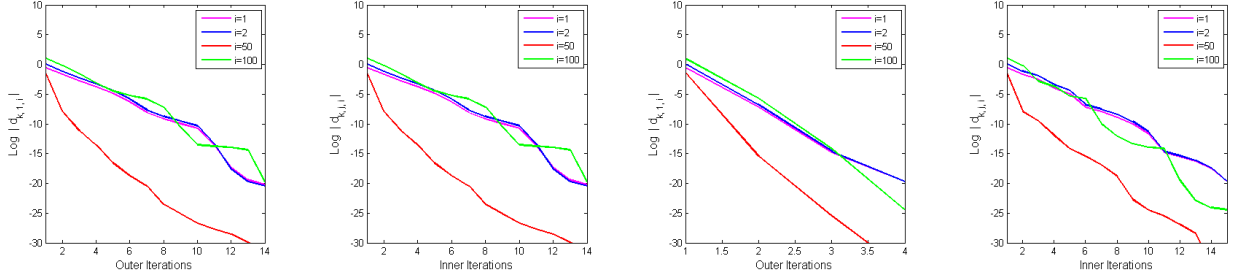 10
5
0
-5
-10
-15
-20
-25
-30
Log | d_{k,1,i}|
2 4 6 8 10 12 14
Outer Iterations
i=1
i=2
i=50
i=100
10
5
0
-5
-10
-15
-20
-25
-30
Log | d_{k,j,i}|
2 4 6 8 10 12 14
Inner Iterations
i=1
i=2
i=50
i=100
10
5
0
-5
-10
-15
-20
-25
-30
Log | d_{k,1,i}|
1 1.5 2 2.5 3 3.5 4
Outer Iterations
i=1
i=2
i=50
i=100
10
5
0
-5
-10
-15
-20
-25
-30
Log | d_{k,j,i}|
2 4 6 8 10 12 14
Inner Iterations
i=1
i=2
i=50
i=100